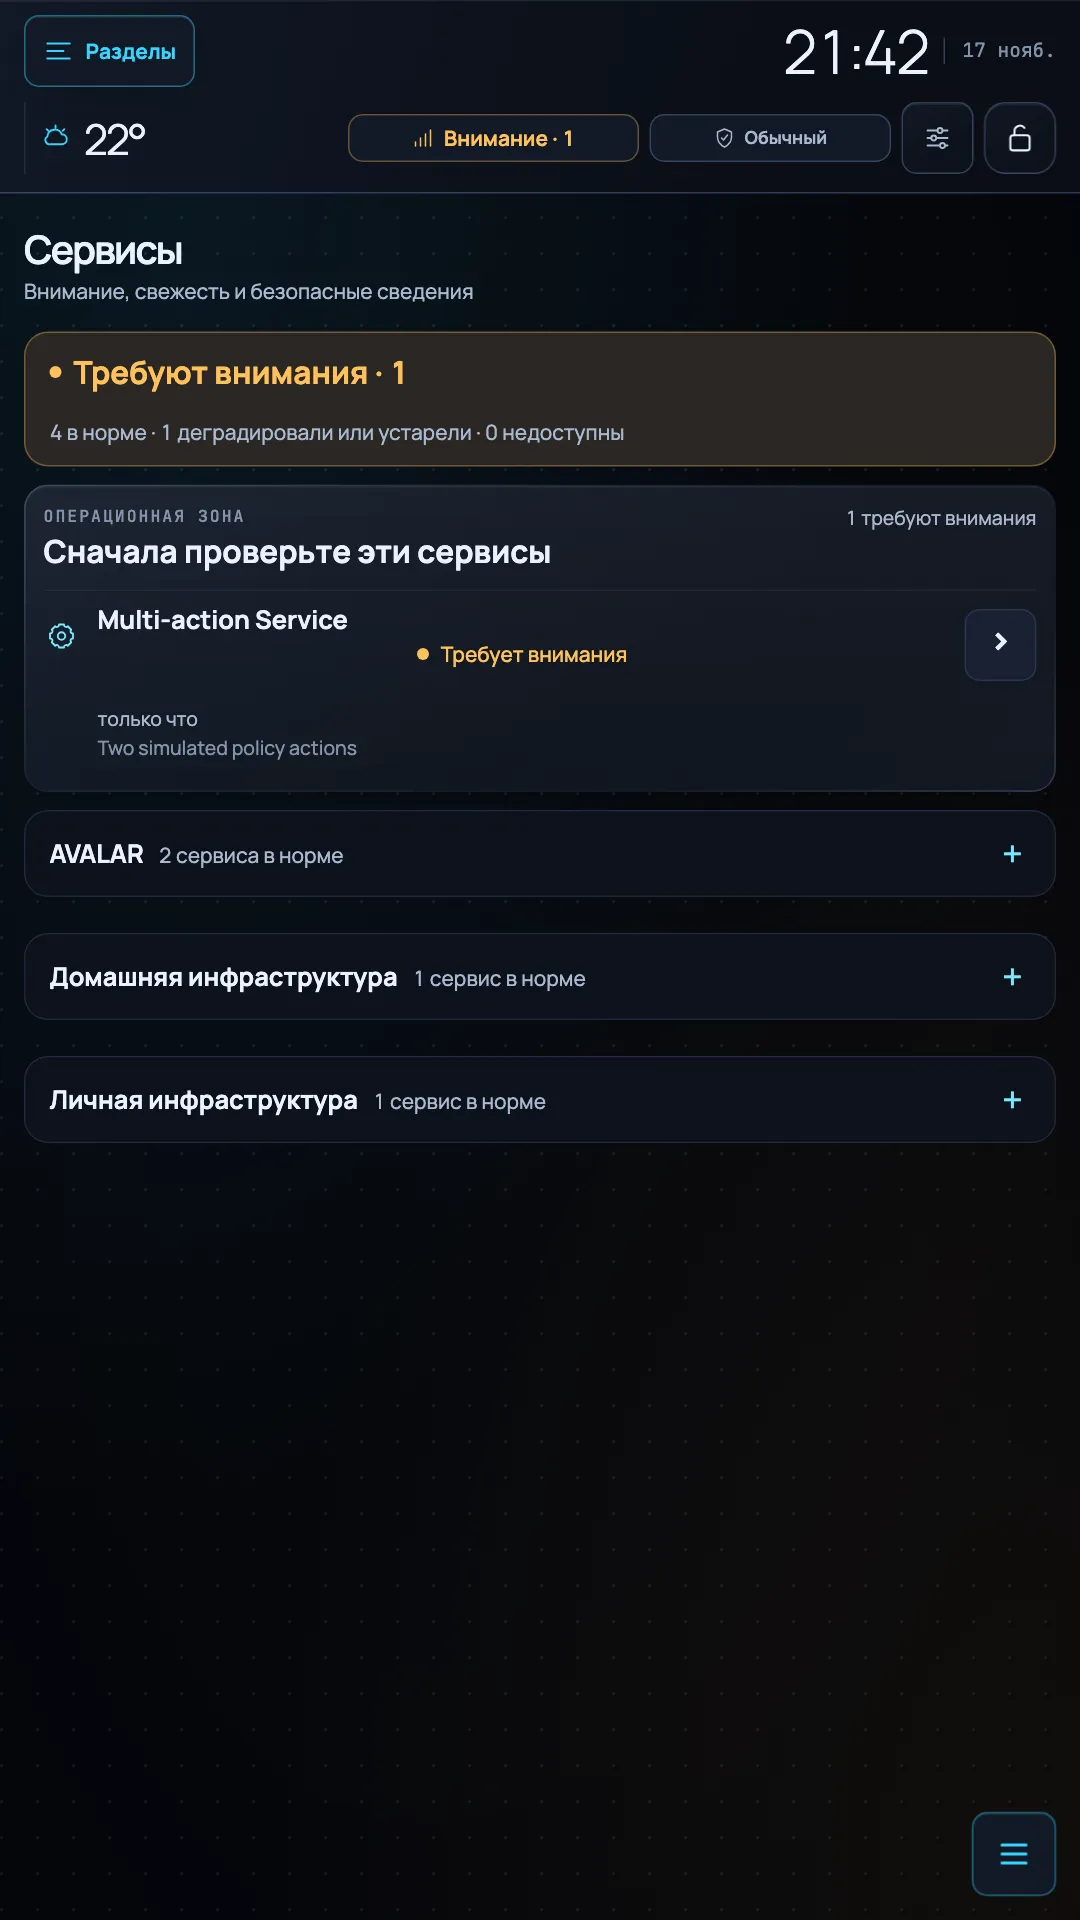 Разделы
21:42
17 нояб.
22°
Внимание · 1
Обычный
Сервисы
Внимание, свежесть и безопасные сведения
Требуют внимания · 1
4 в норме · 1 деградировали или устарели · 0 недоступны
ОПЕРАЦИОННАЯ ЗОНА
1 требуют внимания
Сначала проверьте эти сервисы
Multi-action Service
Требует внимания
только что
Two simulated policy actions
AVALAR 2 сервиса в норме
Домашняя инфраструктура 1 сервис в норме
Личная инфраструктура 1 сервис в норме